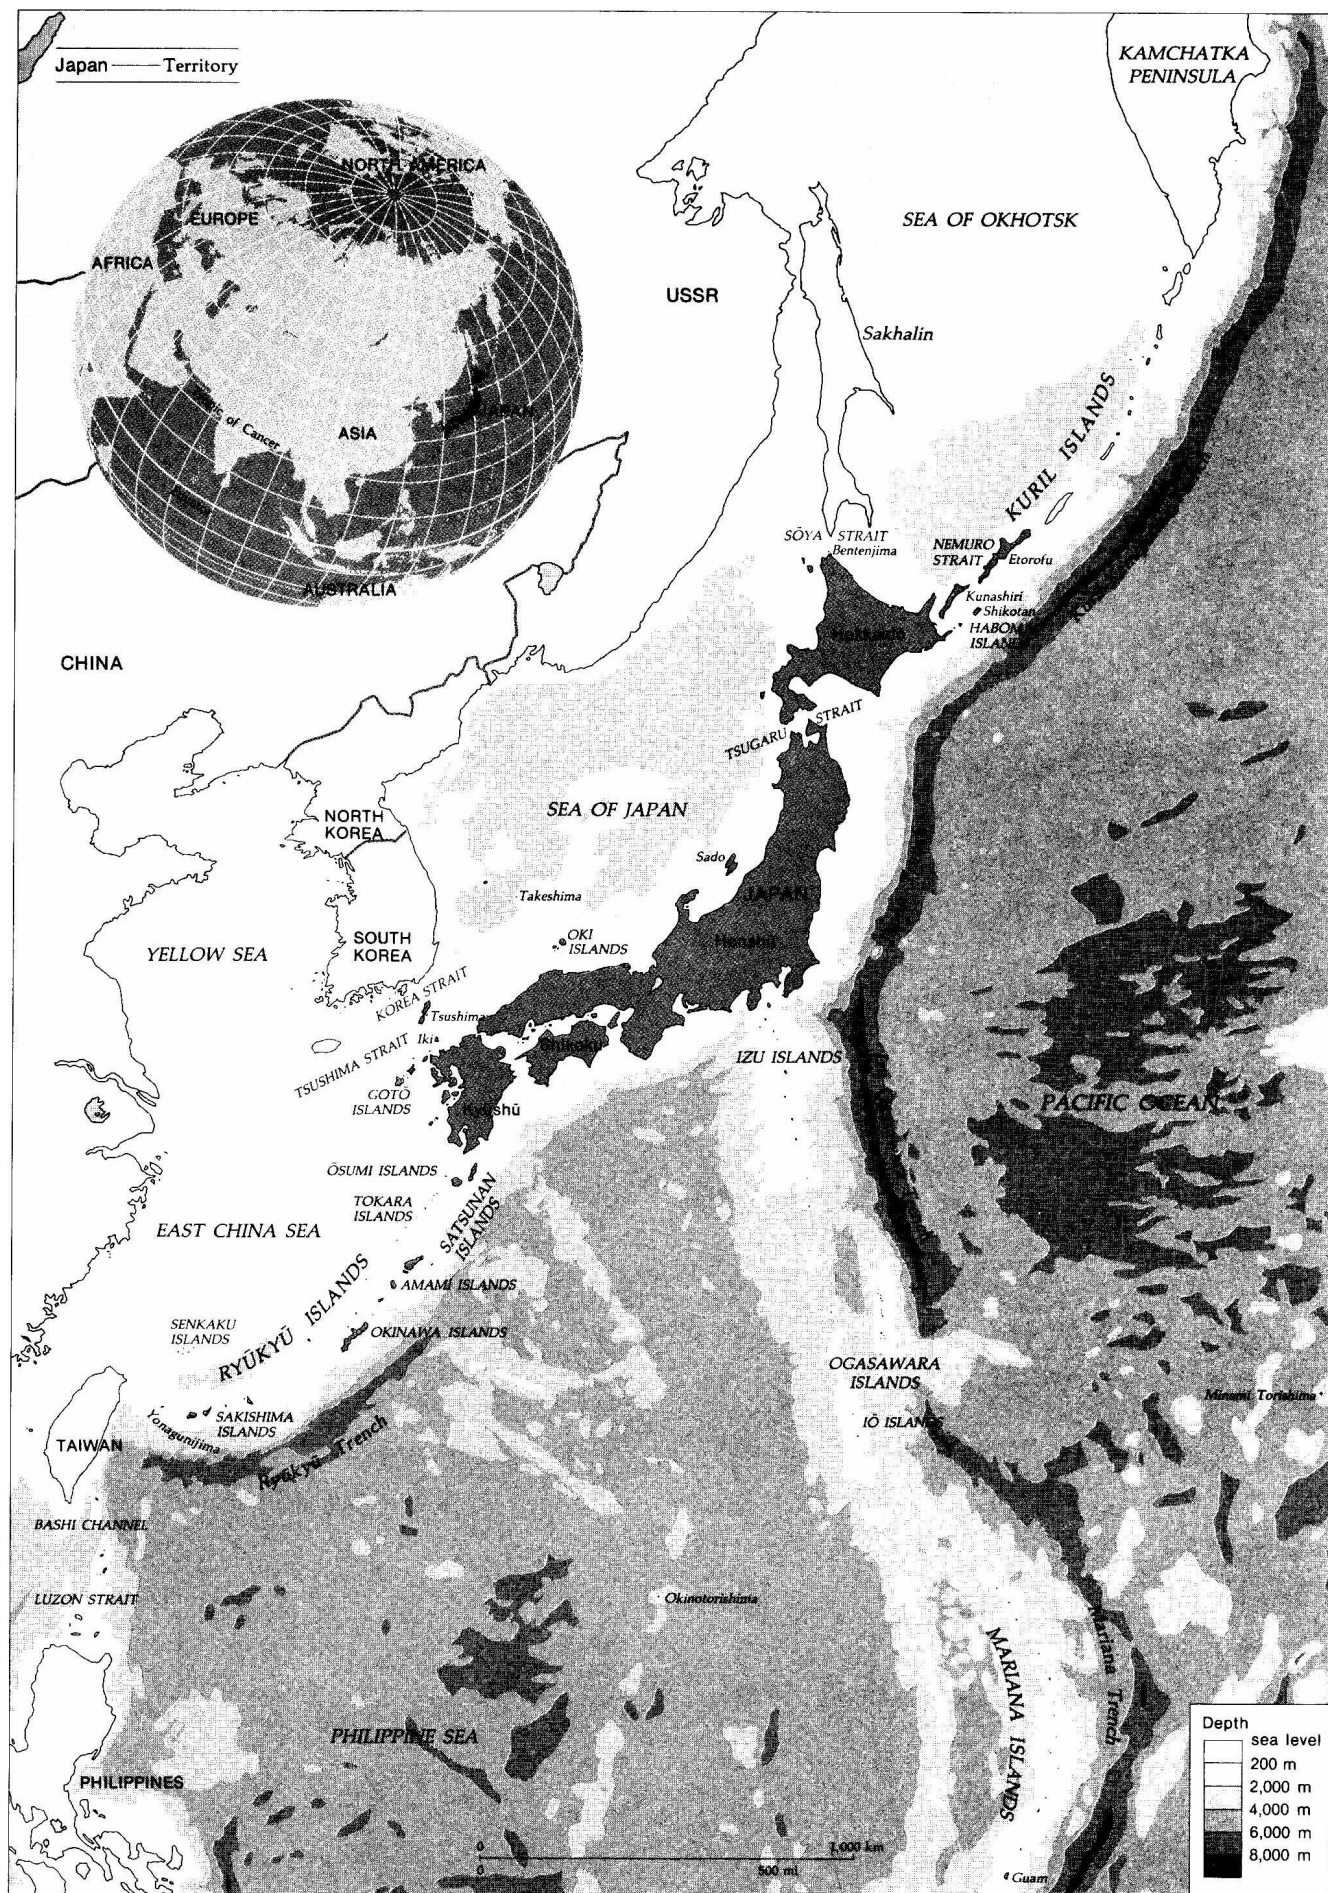 Japan — Territory
KAMCHATKA
PENINSULA
NORTH AMERICA
EUROPE
AFRICA
SEA OF OKHOTSK
USSR
Sakhalin
JAPAN
ASIA
of Cancer
AUSTRALIA
KURIL ISLANDS
SŌYA STRAIT
Bentenjima
NEMURO
STRAIT
Etorofu
Kunashiri
Shikotan
HABOMAI
ISLANDS
Hokkaidō
CHINA
TSUGARU STRAIT
NORTH
KOREA
SEA OF JAPAN
Sado
Takeshima
JAPAN
Honshū
OKI
ISLANDS
SOUTH
KOREA
YELLOW SEA
KOREA STRAIT
Tsushima
Iki
TSUSHIMA STRAIT
Shikoku
IZU ISLANDS
GOTŌ
ISLANDS
Kyūshū
PACIFIC OCEAN
ŌSUMI ISLANDS
TOKARA
ISLANDS
SATSUNAN
ISLANDS
EAST CHINA SEA
AMAMI ISLANDS
RYŪKYŪ ISLANDS
SENKAKU
ISLANDS
OKINAWA ISLANDS
OGASAWARA
ISLANDS
Minami Torishima
IŌ ISLANDS
Yonagunijima
SAKISHIMA
ISLANDS
TAIWAN
Ryūkyū Trench
BASHI CHANNEL
LUZON STRAIT
Okinotorishima
MARIANA ISLANDS
Mariana Trench
PHILIPPINE SEA
PHILIPPINES
0 1,000 km
0 500 mi
Guam
Depth
sea level
200 m
2,000 m
4,000 m
6,000 m
8,000 m